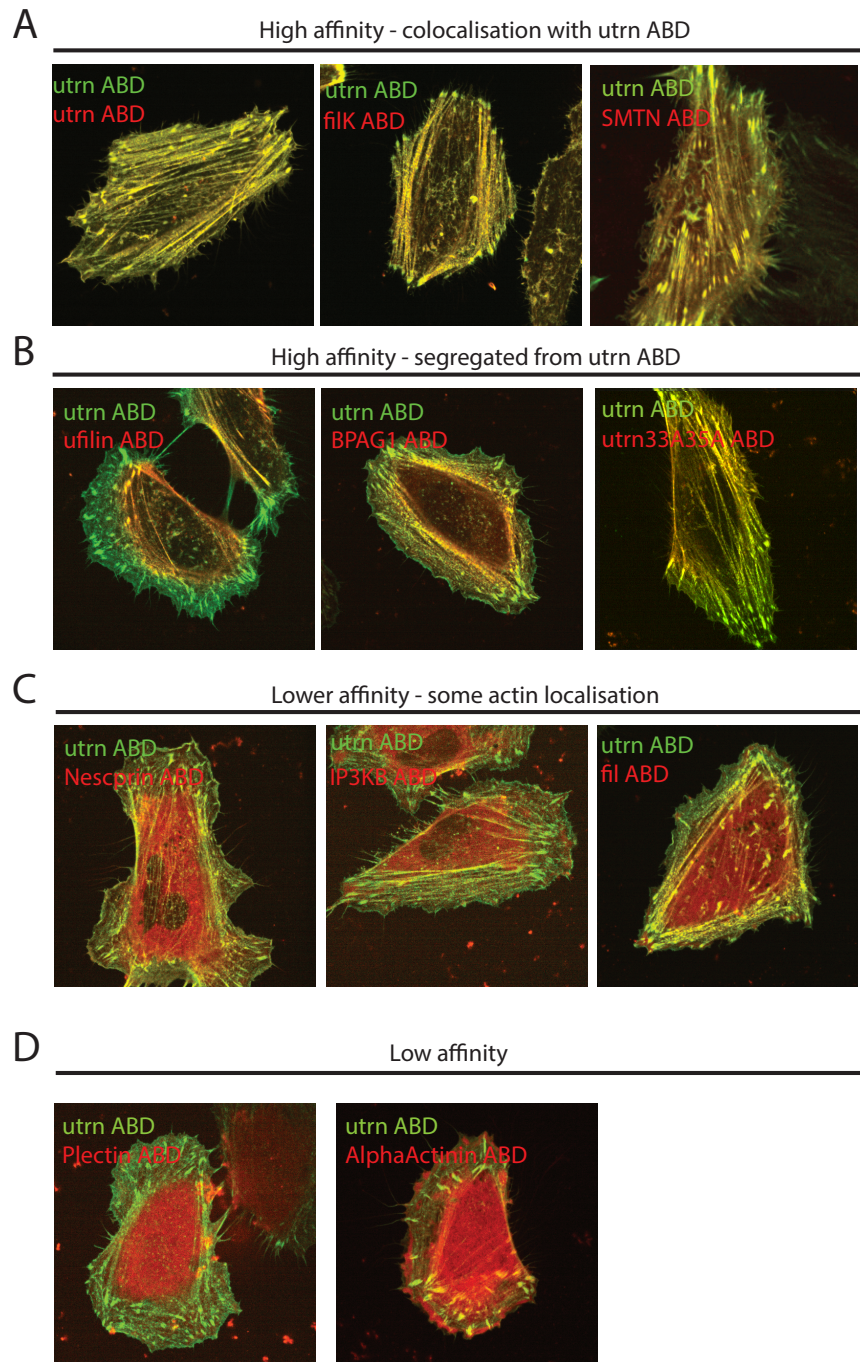 A
High affinity - colocalisation with utrn ABD
utrn ABD
utrn ABD
utrn ABD
filK ABD
utrn ABD
SMTN ABD
B
High affinity - segregated from utrn ABD
utrn ABD
ufilin ABD
utrn ABD
BPAG1 ABD
utrn ABD
utrn33A35A ABD
C
Lower affinity - some actin localisation
utrn ABD
Nescprin ABD
utrn ABD
IP3KB ABD
utrn ABD
fil ABD
D
Low affinity
utrn ABD
Plectin ABD
utrn ABD
AlphaActinin ABD